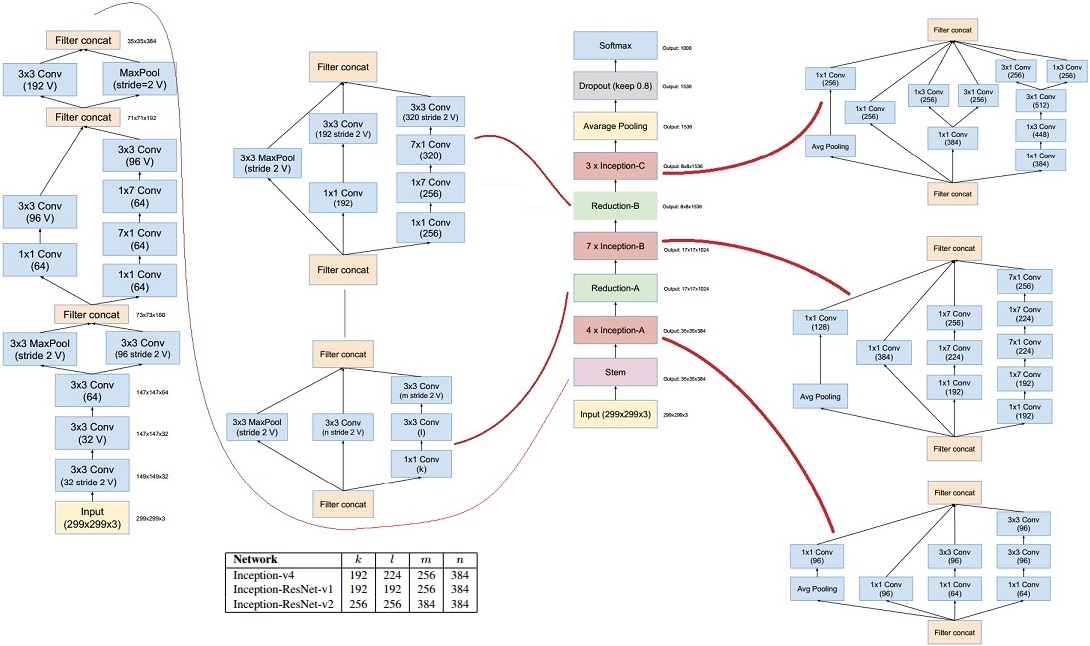 Filter concat
35x35x384
3x3 Conv
(192 V)
MaxPool
(stride=2 V)
Filter concat
71x71x192
3x3 Conv
(96 V)
1x7 Conv
(64)
3x3 Conv
(96 V)
7x1 Conv
(64)
1x1 Conv
(64)
1x1 Conv
(64)
Filter concat
73x73x160
3x3 MaxPool
(stride 2 V)
3x3 Conv
(96 stride 2 V)
3x3 Conv
(64)
147x147x64
3x3 Conv
(32 V)
147x147x32
3x3 Conv
(32 stride 2 V)
149x149x32
Input
(299x299x3)
299x299x3
Filter concat
3x3 Conv
(320 stride 2 V)
3x3 Conv
(192 stride 2 V)
7x1 Conv
(320)
3x3 MaxPool
(stride 2 V)
1x7 Conv
(256)
1x1 Conv
(192)
1x1 Conv
(256)
Filter concat
Filter concat
3x3 Conv
(m stride 2 V)
3x3 MaxPool
(stride 2 V)
3x3 Conv
(n stride 2 V)
3x3 Conv
(l)
1x1 Conv
(k)
Filter concat
Network k l m n
Inception-v4 192 224 256 384
Inception-ResNet-v1 192 192 256 384
Inception-ResNet-v2 256 256 384 384
Softmax
Output: 1000
Dropout (keep 0.8)
Output: 1536
Avarage Pooling
Output: 1536
3 x Inception-C
Output: 8x8x1536
Reduction-B
Output: 8x8x1536
7 x Inception-B
Output: 17x17x1024
Reduction-A
Output: 17x17x1024
4 x Inception-A
Output: 35x35x384
Stem
Output: 35x35x384
Input (299x299x3)
299x299x3
Filter concat
3x1 Conv
(256)
1x3 Conv
(256)
1x1 Conv
(256)
1x3 Conv
(256)
3x1 Conv
(256)
3x1 Conv
(512)
1x1 Conv
(256)
1x3 Conv
(448)
Avg Pooling
1x1 Conv
(384)
1x1 Conv
(384)
Filter concat
Filter concat
7x1 Conv
(256)
1x1 Conv
(128)
1x7 Conv
(256)
1x7 Conv
(224)
1x1 Conv
(384)
1x7 Conv
(224)
7x1 Conv
(224)
1x7 Conv
(192)
Avg Pooling
1x1 Conv
(192)
1x1 Conv
(192)
Filter concat
Filter concat
3x3 Conv
(96)
1x1 Conv
(96)
3x3 Conv
(96)
3x3 Conv
(96)
Avg Pooling
1x1 Conv
(96)
1x1 Conv
(64)
1x1 Conv
(64)
Filter concat